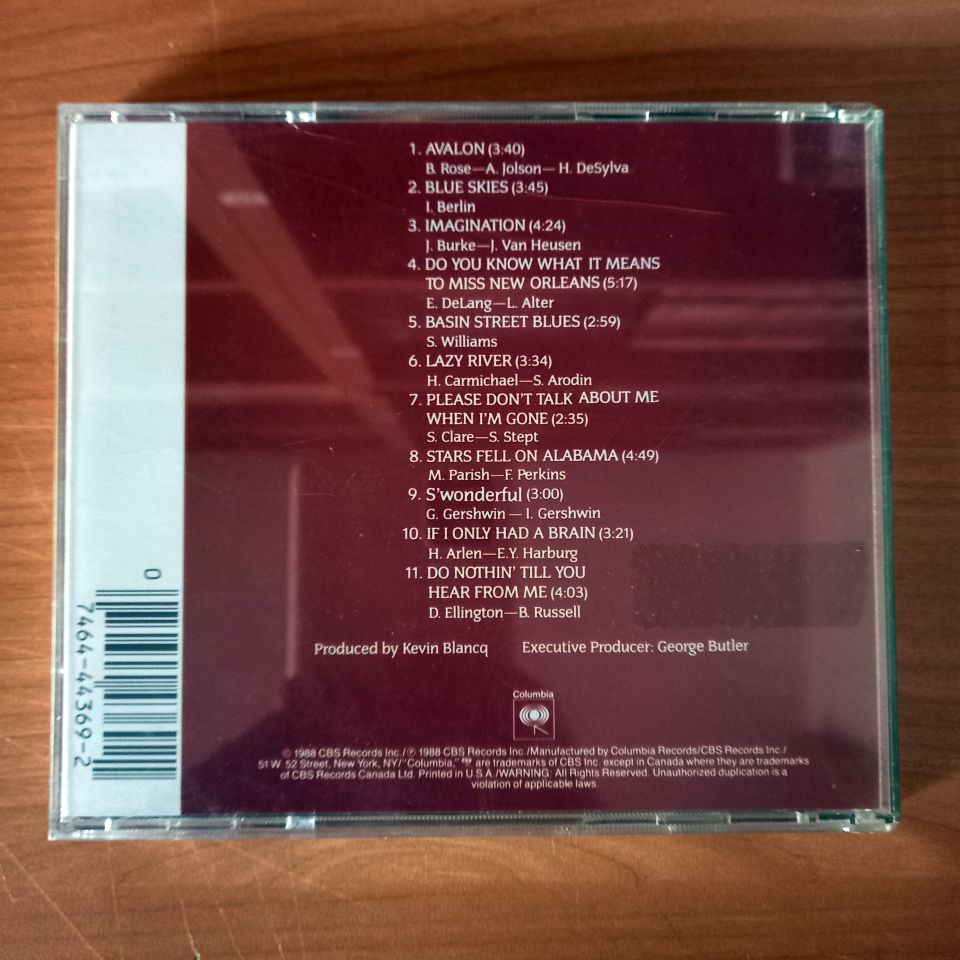 1. AVALON (3:40)
B. Rose—A. Jolson— H. DeSylva
2. BLUE SKIES (3:45)
I. Berlin
3. IMAGINATION (4:24)
J. Burke—J. Van Heusen
4. DO YOU KNOW WHAT IT MEANS
TO MISS NEW ORLEANS (5:17)
E. DeLang—L. Alter
5. BASIN STREET BLUES (2:59)
S. Williams
6. LAZY RIVER (3:34)
H. Carmichael—S. Arodin
7. PLEASE DON'T TALK ABOUT ME
WHEN I'M GONE (2:35)
S. Clare—S. Stept
8. STARS FELL ON ALABAMA (4:49)
M. Parish—F. Perkins
9. S'wonderful (3:00)
G. Gershwin — I. Gershwin
10. IF I ONLY HAD A BRAIN (3:21)
H. Arlen—E.Y. Harburg
11. DO NOTHIN' TILL YOU
HEAR FROM ME (4:03)
D. Ellington—B. Russell
Produced by Kevin Blancq Executive Producer: George Butler
Columbia
© 1988 CBS Records Inc./℗ 1988 CBS Records Inc./Manufactured by Columbia Records/CBS Records Inc./
51 W. 52 Street, New York, NY/"Columbia," are trademarks of CBS Inc. except in Canada where they are trademarks
of CBS Records Canada Ltd. Printed in U.S.A./WARNING: All Rights Reserved. Unauthorized duplication is a
violation of applicable laws.
0
7464-44369-2